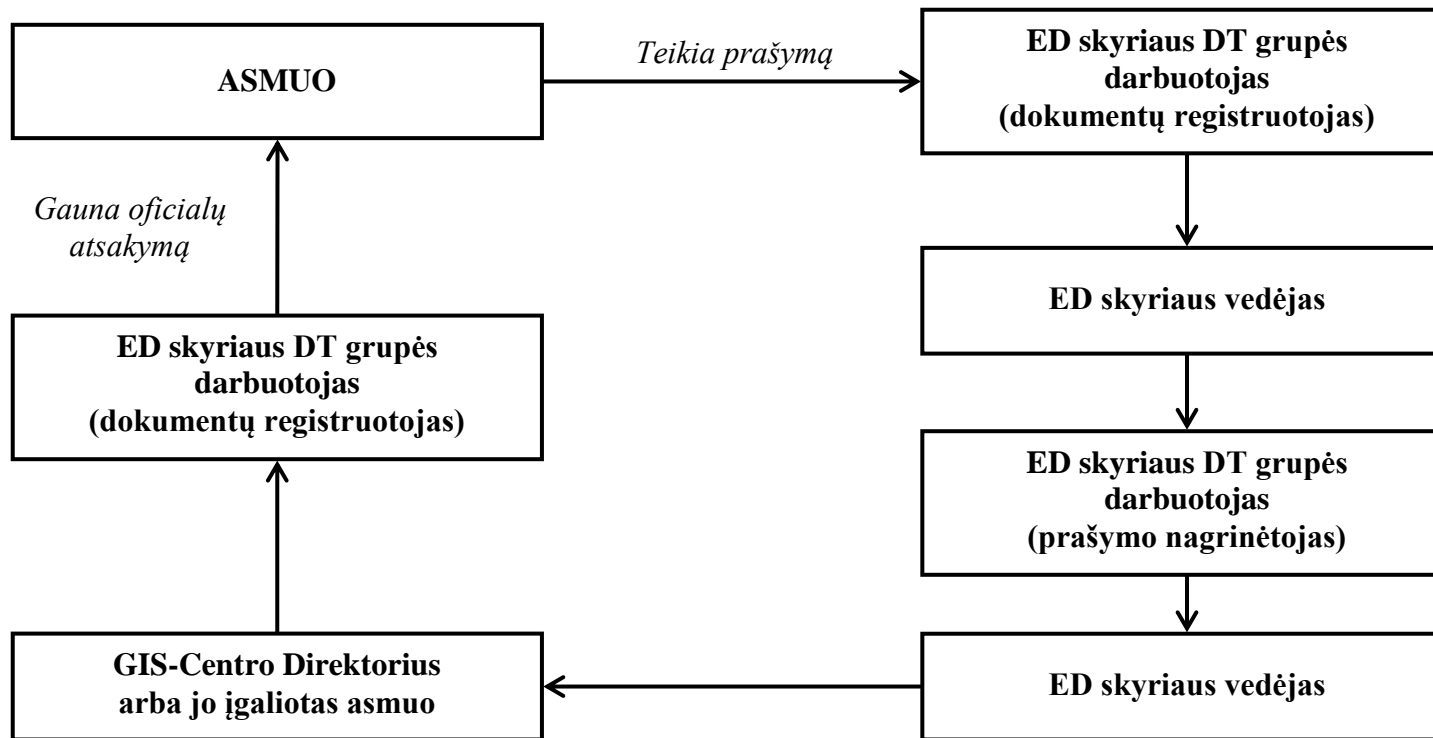 ASMUO
Teikia prašymą
ED skyriaus DT grupės
darbuotojas
(dokumentų registruotojas)
ED skyriaus vedėjas
ED skyriaus DT grupės
darbuotojas
(prašymo nagrinėtojas)
ED skyriaus vedėjas
GIS-Centro Direktorius
arba jo įgaliotas asmuo
ED skyriaus DT grupės
darbuotojas
(dokumentų registruotojas)
Gauna oficialų
atsakymą